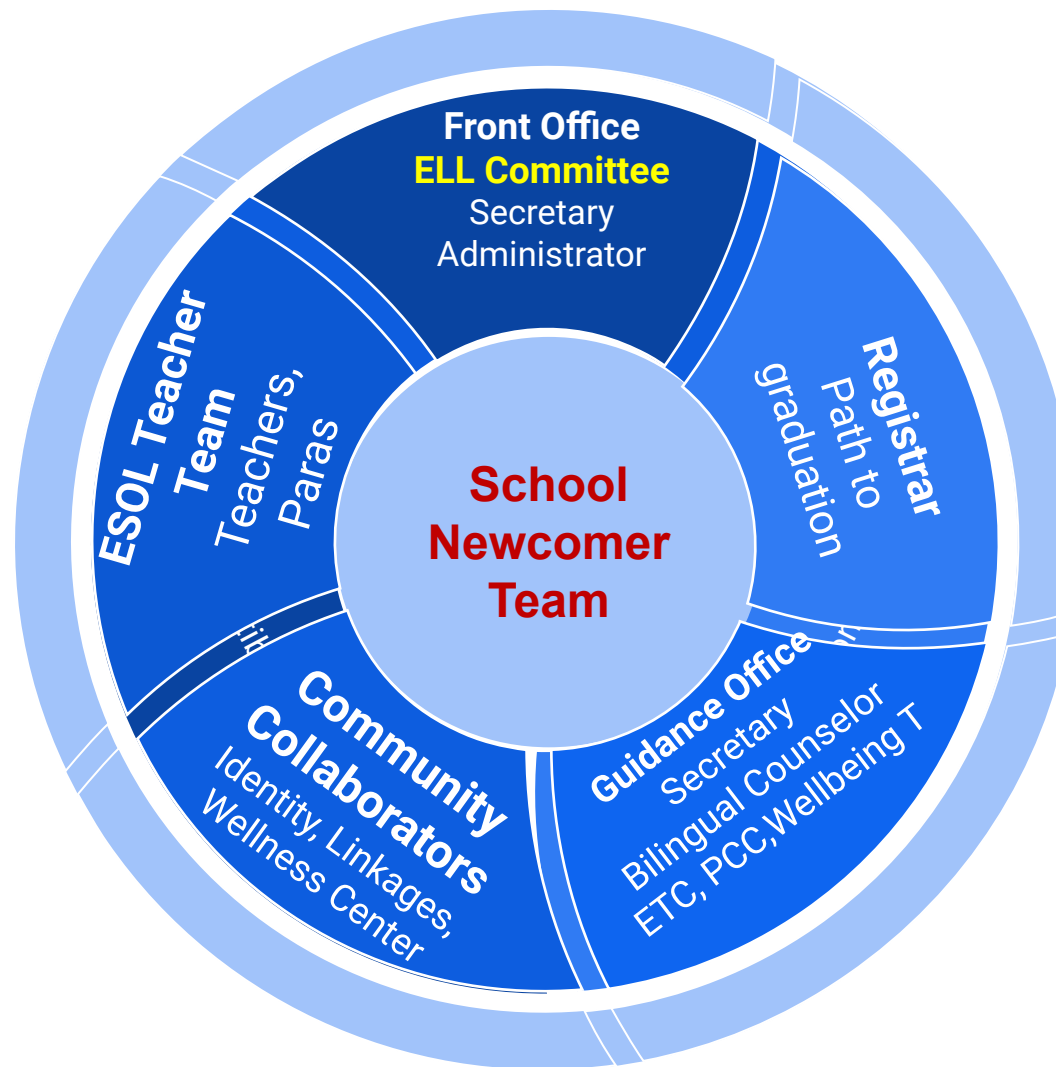 Front Office
ELL Committee
Secretary
Administrator
Registrar
Path to
graduation
Guidance Office
Secretary
Bilingual Counselor
ETC, PCC,Wellbeing T
Community
Collaborators
Identity, Linkages,
Wellness Center
ESOL Teacher
Team
Teachers,
Paras
School
Newcomer
Team